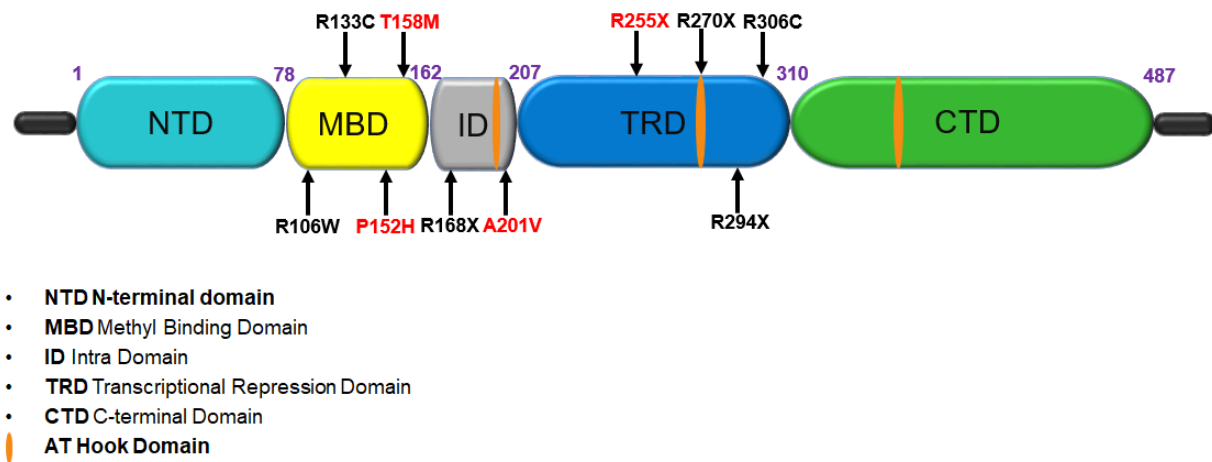 R133C T158M R255X R270X R306C
1 78 162 207 310 487
NTD MBD ID TRD CTD
R106W P152H R168X A201V R294X
• NTD N-terminal domain
• MBD Methyl Binding Domain
• ID Intra Domain
• TRD Transcriptional Repression Domain
• CTD C-terminal Domain
AT Hook Domain